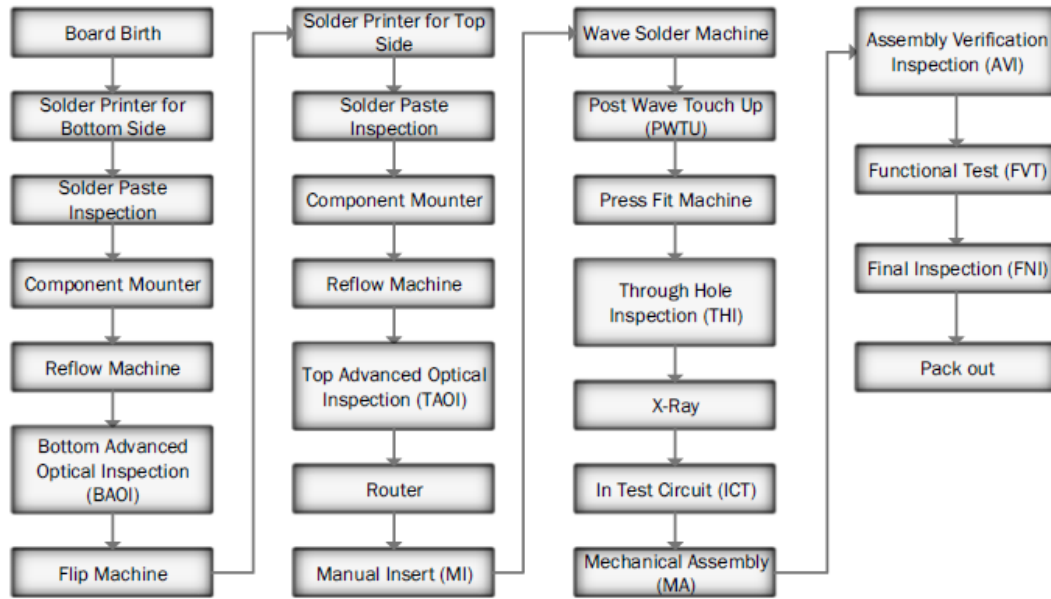 Board Birth
Solder Printer for
Bottom Side
Solder Paste
Inspection
Component Mounter
Reflow Machine
Bottom Advanced
Optical Inspection
(BAOI)
Flip Machine
Solder Printer for Top
Side
Solder Paste
Inspection
Component Mounter
Reflow Machine
Top Advanced Optical
Inspection (TAOI)
Router
Manual Insert (MI)
Wave Solder Machine
Post Wave Touch Up
(PWTU)
Press Fit Machine
Through Hole
Inspection (THI)
X-Ray
In Test Circuit (ICT)
Mechanical Assembly
(MA)
Assembly Verification
Inspection (AVI)
Functional Test (FVT)
Final Inspection (FNI)
Pack out